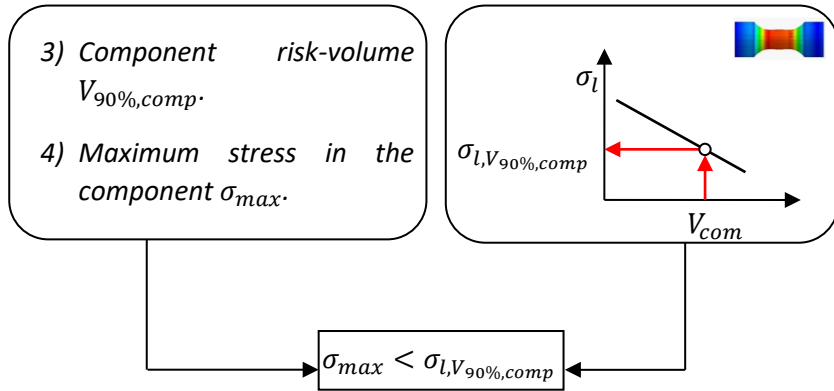 3) Component risk-volume
V90%,comp.
4) Maximum stress in the
component σmax.
σl
σl,V90%,comp
Vcom
σmax < σl,V90%,comp